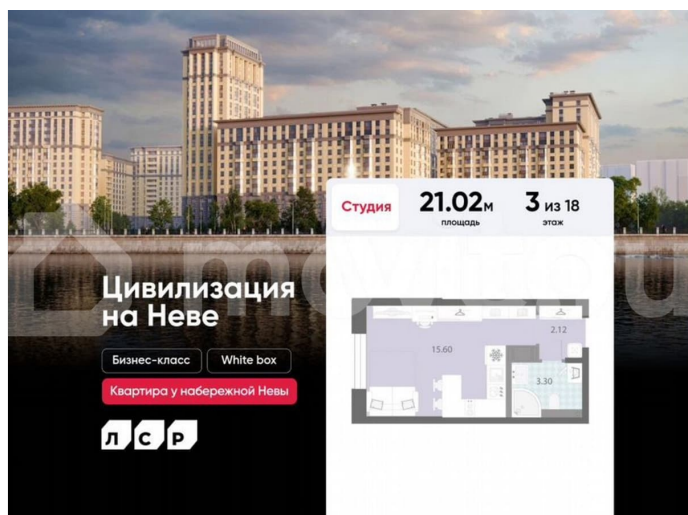 Студия
21.02м
площадь
3 из 18
этаж
Цивилизация
на Неве
Бизнес-класс
White box
Квартира у набережной Невы
ЛСР
15.60
2.12
3.30